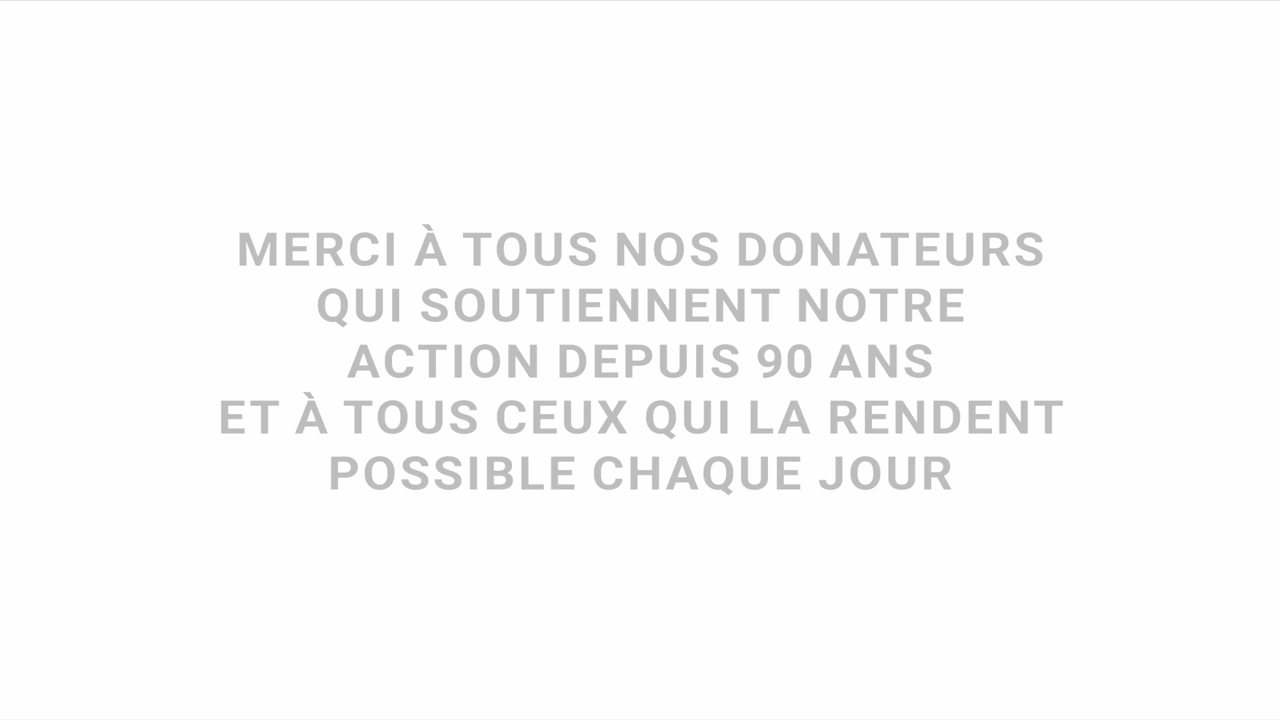 MERCI À TOUS NOS DONATEURS
QUI SOUTIENNENT NOTRE
ACTION DEPUIS 90 ANS
ET À TOUS CEUX QUI LA RENDENT
POSSIBLE CHAQUE JOUR